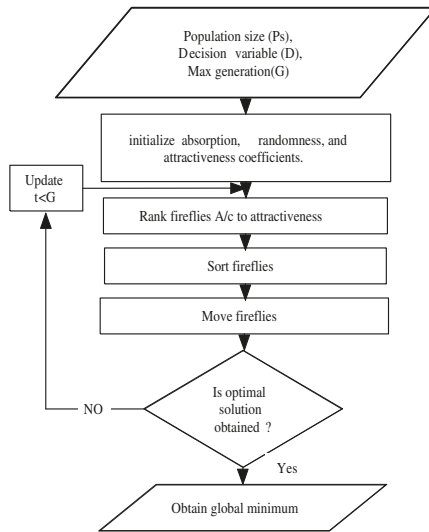 Population size (Ps),
Decision variable (D),
Max generation(G)
initialize absorption, randomness, and
attractiveness coefficients.
Update
t<G
Rank fireflies A/c to attractiveness
Sort fireflies
Move fireflies
Is optimal
solution
obtained ?
NO
Yes
Obtain global minimum